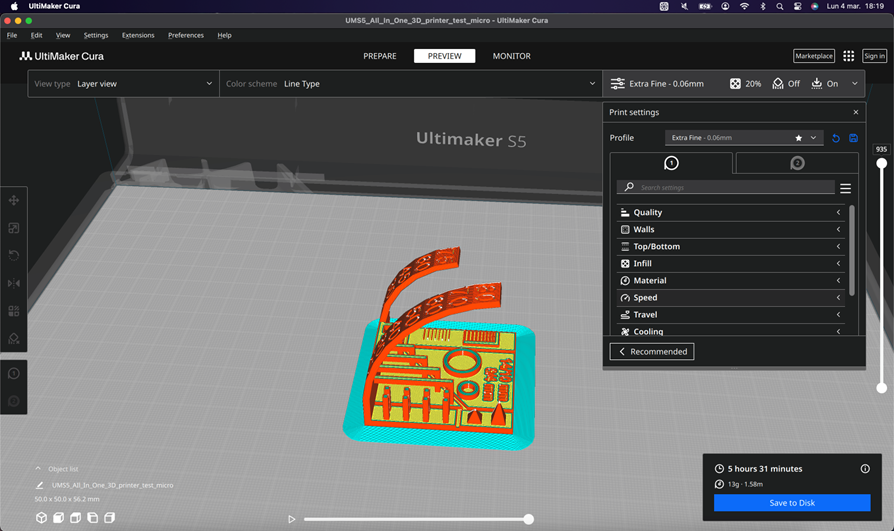 UltiMaker Cura
Lun 4 mar. 18:19
UMS5_All_In_One_3D_printer_test_micro - UltiMaker Cura
File Edit View Settings Extensions Preferences Help
UltiMaker Cura PREPARE PREVIEW MONITOR Marketplace Sign in
View type Layer view Color scheme Line Type Extra Fine - 0.06mm 20% Off On
Print settings
Profile Extra Fine - 0.06mm
1 2
Search settings
Quality
Walls
Top/Bottom
Infill
Material
Speed
Travel
Cooling
Recommended
935
Ultimaker S5
Object list
UMS5_All_In_One_3D_printer_test_micro
50.0 x 50.0 x 56.2 mm
5 hours 31 minutes
13g · 1.58m
Save to Disk